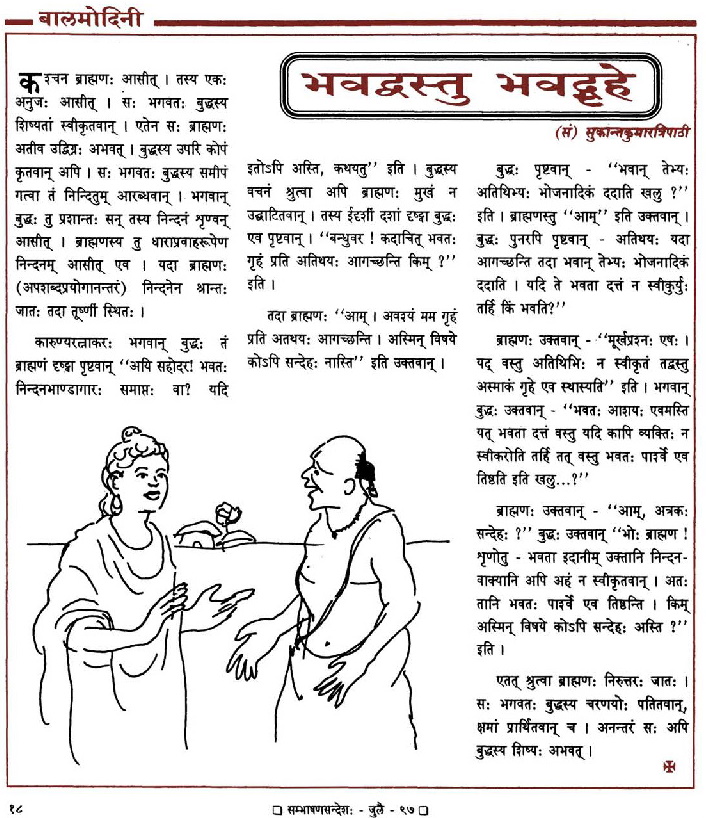 बालमोदिनी
भवद्वस्तु भवद्गृहे
(सं) सुकान्तकुमारत्रिपाठी
कश्चन ब्राह्मणः आसीत् । तस्य एकः
अनुजः आसीत् । सः भगवतः बुद्धस्य
शिष्यतां स्वीकृतवान् । एतेन सः ब्राह्मणः
अतीव उद्विग्नः अभवत् । बुद्धस्य उपरि कोपं
कृतवान् अपि । सः भगवतः बुद्धस्य समीपं
गत्वा तं निन्दितुम् आरब्धवान् । भगवान्
बुद्धः तु प्रशान्तः सन् तस्य निन्दनं शृण्वन्
आसीत् । ब्राह्मणस्य तु धाराप्रवाहरूपेण
निन्दनम् आसीत् एव । यदा ब्राह्मणः
(अपशब्दप्रयोगानन्तरं) निन्दनेन श्रान्तः
जातः तदा तूष्णीं स्थितः ।
कारुण्यरत्नाकरः भगवान् बुद्धः तं
ब्राह्मणं दृष्ट्वा पृष्टवान् “अयि सहोदर! भवतः
निन्दनभाण्डागारः समाप्तः वा? यदि
इतोऽपि अस्ति, कथयतु” इति । बुद्धस्य
वचनं श्रुत्वा अपि ब्राह्मणः मुखं न
उद्घाटितवान् । तस्य ईदृशीं दशां दृष्ट्वा बुद्धः
एव पृष्टवान् । “बन्धुवर ! कदाचित् भवतः
गृहं प्रति अतिथयः आगच्छन्ति किम् ?”
इति ।
तदा ब्राह्मणः “आम् । अवश्यं मम गृहं
प्रति अतथयः आगच्छन्ति । अस्मिन् विषये
कोऽपि सन्देहः नास्ति” इति उक्तवान् ।
बुद्धः पृष्टवान् - “भवान् तेभ्यः
अतिथिभ्यः भोजनादिकं ददाति खलु ?”
इति । ब्राह्मणस्तु “आम्” इति उक्तवान् ।
बुद्धः पुनरपि पृष्टवान् - अतिथयः यदा
आगच्छन्ति तदा भवान् तेभ्यः भोजनादिकं
ददाति । यदि ते भवता दत्तं न स्वीकुर्युः
तर्हि किं भवति?”
ब्राह्मणः उक्तवान् - “मूर्खप्रश्नः एषः ।
यद् वस्तु अतिथिभिः न स्वीकृतं तद्वस्तु
अस्माकं गृहे एव स्थास्यति” इति । भगवान्
बुद्धः उक्तवान् - “भवतः आशयः एवमस्ति
यत् भवता दत्तं वस्तु यदि कापि व्यक्तिः न
स्वीकरोति तर्हि तत् वस्तु भवतः पार्श्वे एव
तिष्ठति इति खलु...?”
ब्राह्मणः उक्तवान् - “आम्, अत्रकः
सन्देहः ?” बुद्धः उक्तवान् “भोः ब्राह्मण !
शृणोतु - भवता इदानीम् उक्तानि निन्दन-
वाक्यानि अपि अहं न स्वीकृतवान् । अतः
तानि भवतः पार्श्वे एव तिष्ठन्ति । किम्
अस्मिन् विषये कोऽपि सन्देहः अस्ति ?”
इति ।
एतत् श्रुत्वा ब्राह्मणः निरुत्तरः जातः ।
सः भगवतः बुद्धस्य चरणयोः पतितवान्,
क्षमां प्रार्थितवान् च । अनन्तरं सः अपि
बुद्धस्य शिष्यः अभवत् ।
१८
❑ सम्भाषणसन्देशः - जुलै - ९७ ❑